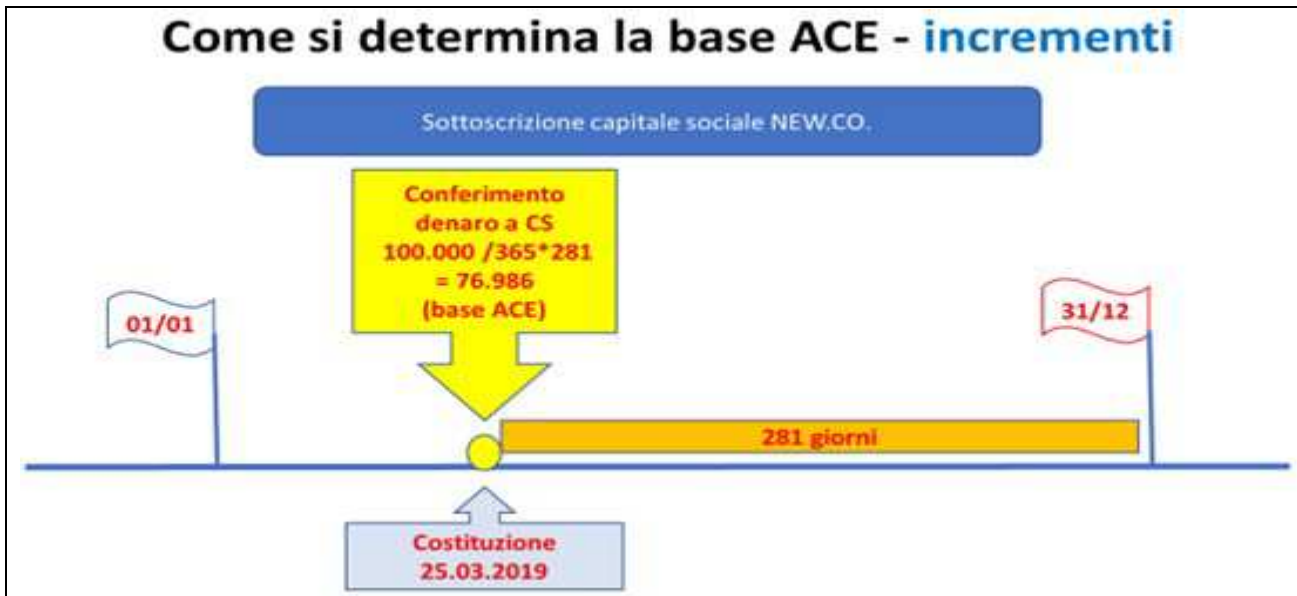 Come si determina la base ACE - incrementi
Sottoscrizione capitale sociale NEW.CO.
Conferimento
denaro a CS
100.000 /365*281
= 76.986
(base ACE)
01/01
31/12
281 giorni
Costituzione
25.03.2019